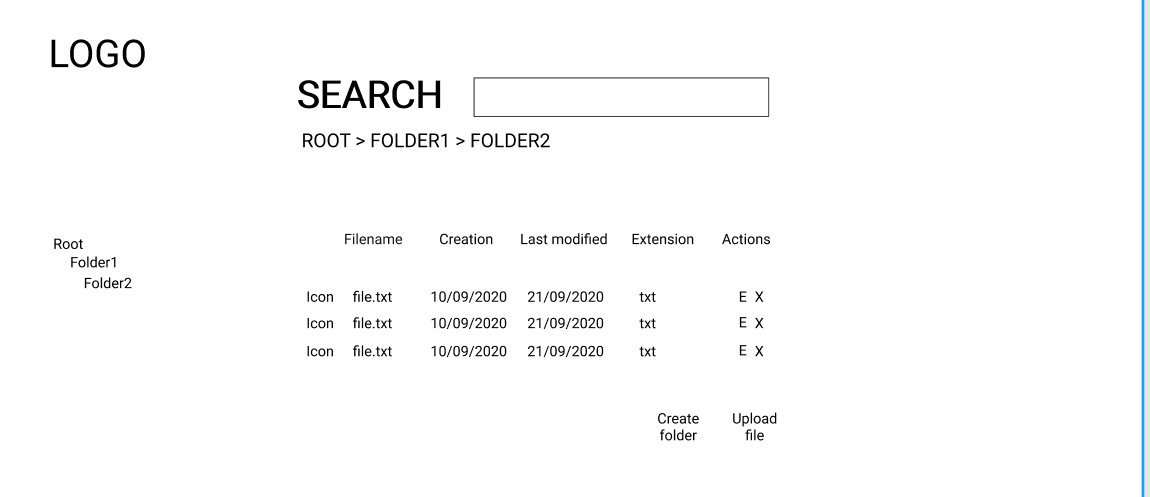 LOGO
SEARCH
ROOT > FOLDER1 > FOLDER2
Root
Folder1
Folder2
Filename Creation Last modified Extension Actions
Icon file.txt 10/09/2020 21/09/2020 txt E X
Icon file.txt 10/09/2020 21/09/2020 txt E X
Icon file.txt 10/09/2020 21/09/2020 txt E X
Create
folder
Upload
file